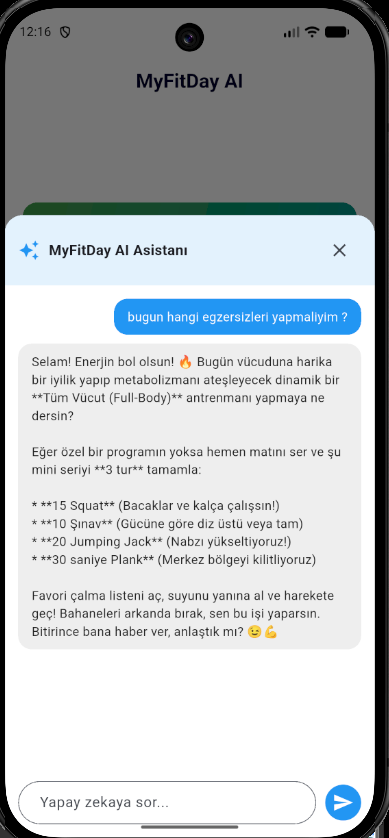 12:16
MyFitDay AI
MyFitDay AI Asistanı
bugun hangi egzersizleri yapmaliyim ?
Selam! Enerjin bol olsun! 🔥 Bugün vücuduna harika
bir iyilik yapıp metabolizmanı ateşleyecek dinamik bir
**Tüm Vücut (Full-Body)** antrenmanı yapmaya ne
dersin?
Eğer özel bir programın yoksa hemen matını ser ve şu
mini seriyi **3 tur** tamamla:
* **15 Squat** (Bacaklar ve kalça çalışsın!)
* **10 Şınav** (Gücüne göre diz üstü veya tam)
* **20 Jumping Jack** (Nabzı yükseltiyoruz!)
* **30 saniye Plank** (Merkez bölgeyi kilitliyoruz)
Favori çalma listeni aç, suyunu yanına al ve harekete
geç! Bahaneleri arkanda bırak, sen bu işi yaparsın.
Bitirince bana haber ver, anlaştık mı? 😉💪
Yapay zekaya sor...